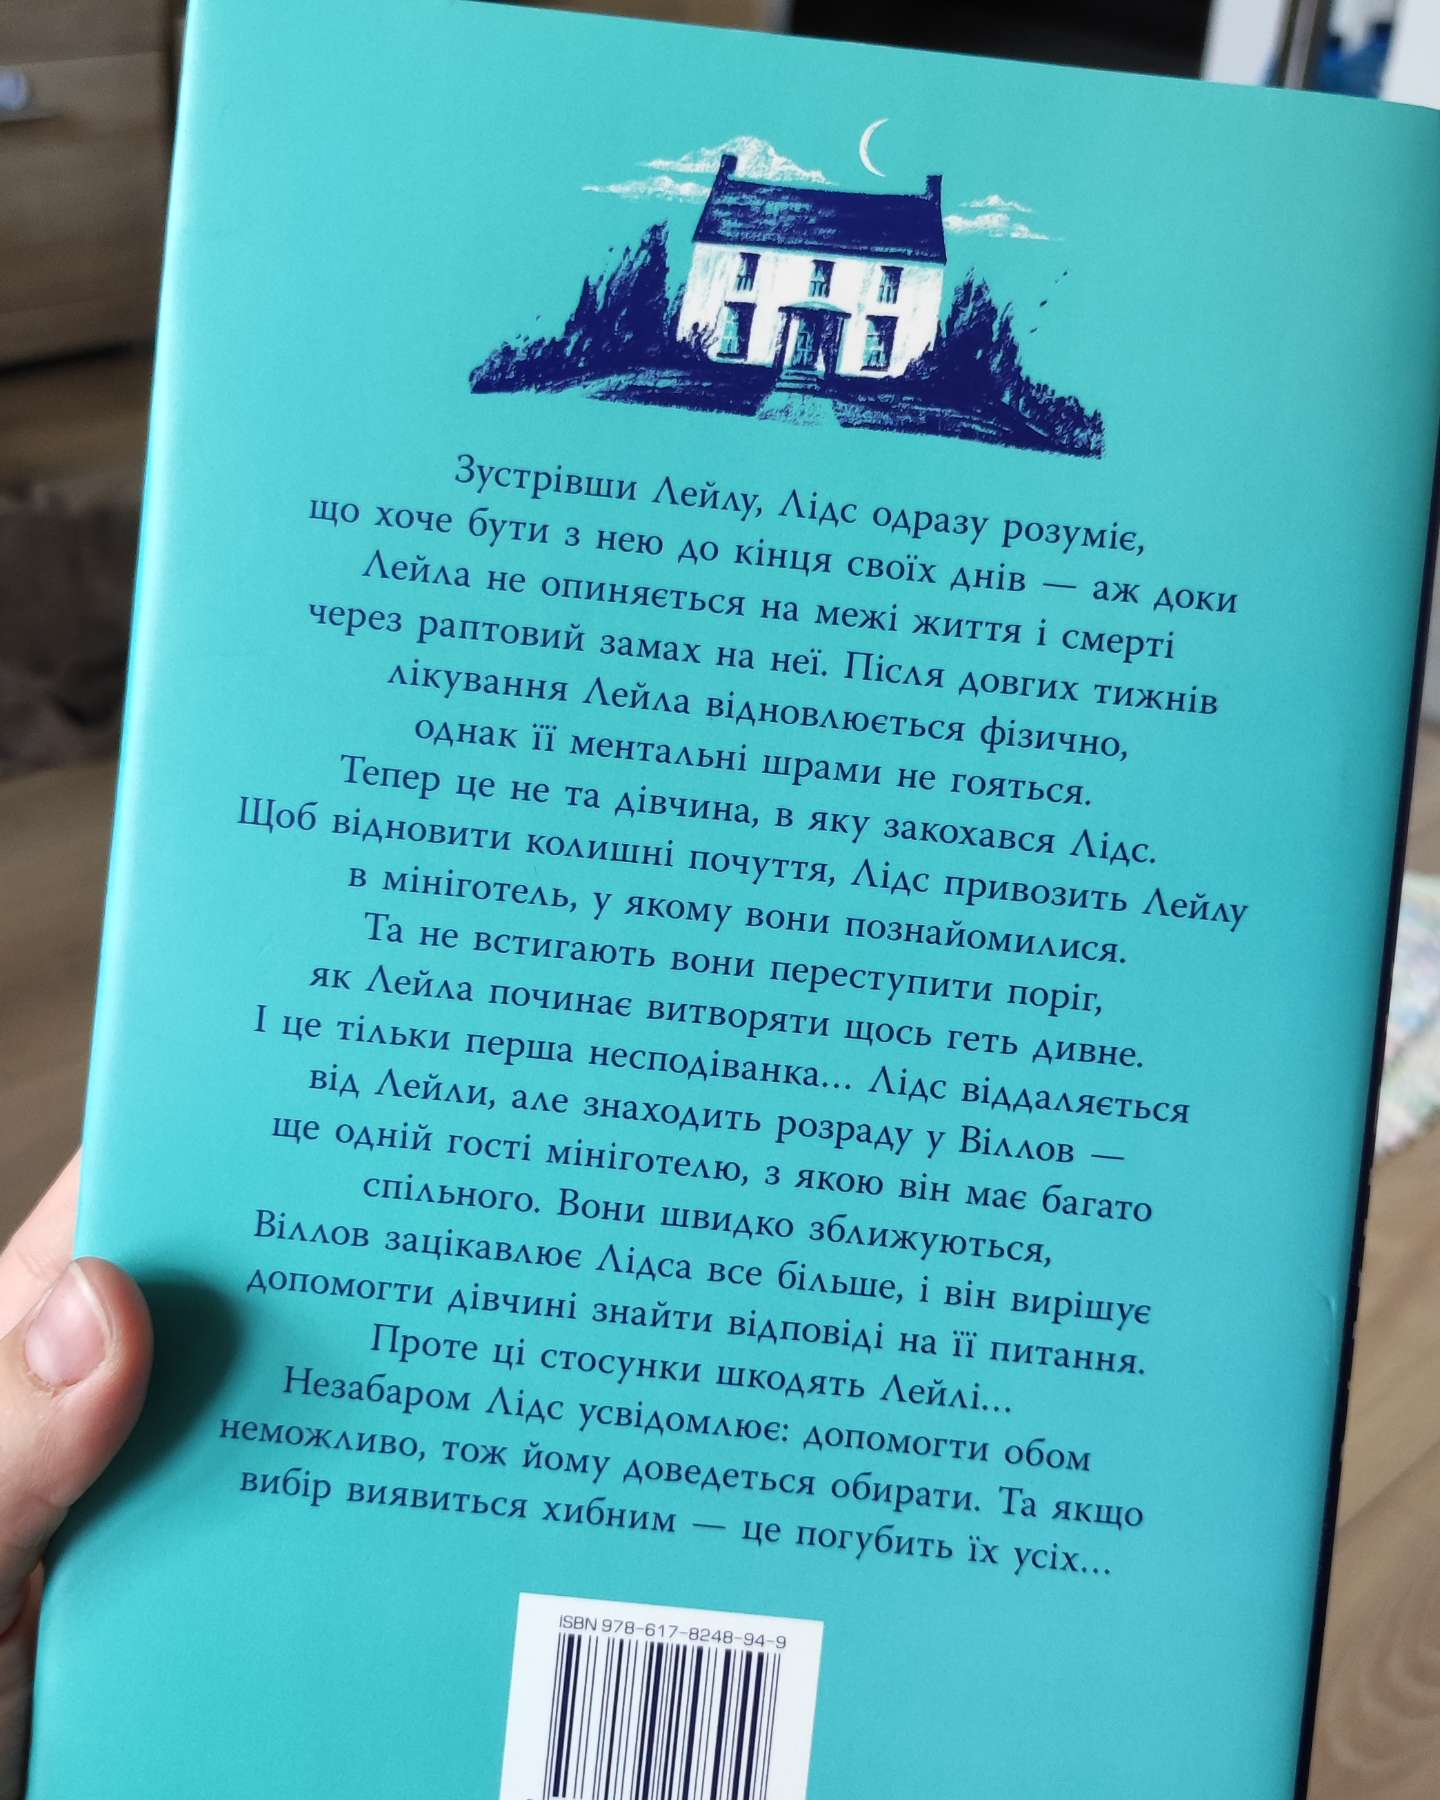 Зустрівши Лейлу, Лідс одразу розуміє,
що хоче бути з нею до кінця своїх днів — аж доки
Лейла не опиняється на межі життя і смерті
через раптовий замах на неї. Після довгих тижнів
лікування Лейла відновлюється фізично,
однак її ментальні шрами не гояться.
Тепер це не та дівчина, в яку закохався Лідс.
Щоб відновити колишні почуття, Лідс привозить Лейлу
в мініготель, у якому вони познайомилися.
Та не встигають вони переступити поріг,
як Лейла починає витворяти щось геть дивне.
І це тільки перша несподіванка... Лідс віддаляється
від Лейли, але знаходить розраду у Віллов —
ще одній гості мініготелю, з якою він має багато
спільного. Вони швидко зближуються,
Віллов зацікавлює Лідса все більше, і він вирішує
допомогти дівчині знайти відповіді на її питання.
Проте ці стосунки шкодять Лейлі...
Незабаром Лідс усвідомлює: допомогти обом
неможливо, тож йому доведеться обирати. Та якщо
вибір виявиться хибним — це погубить їх усіх...
ISBN 978-617-8248-94-9